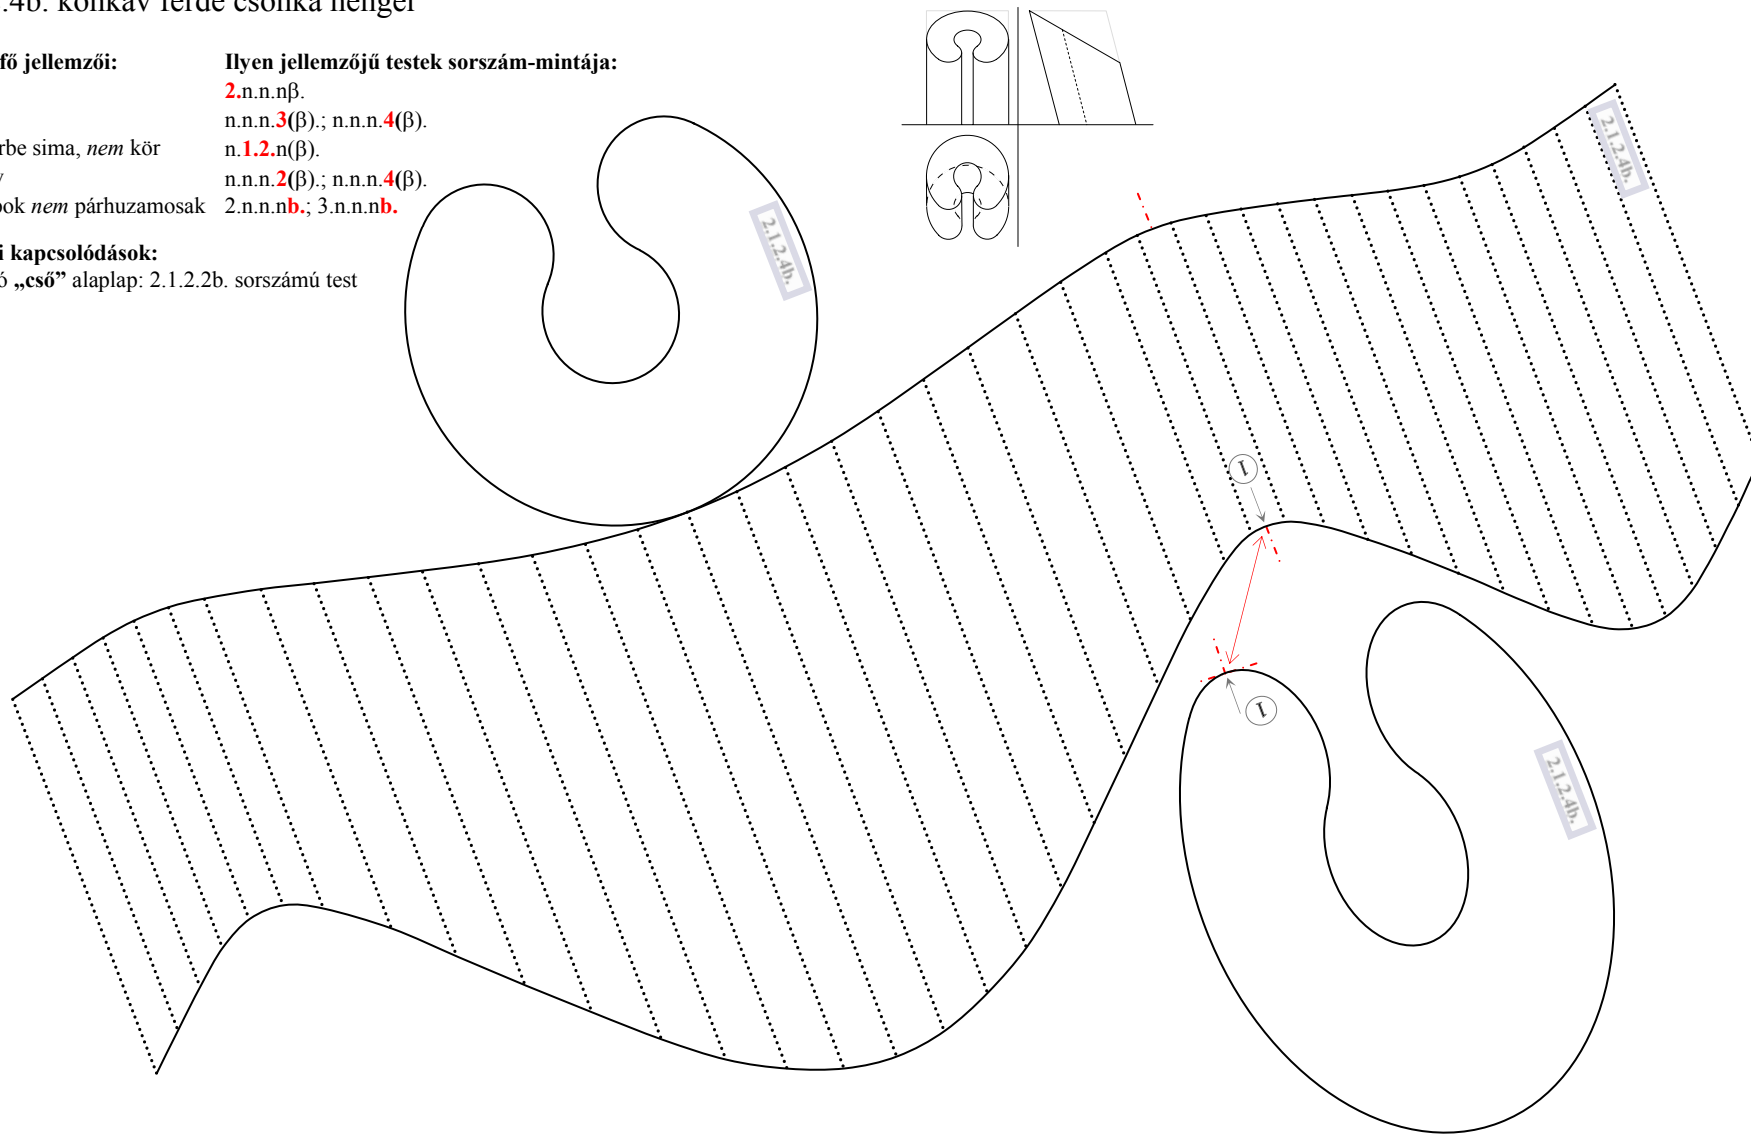 .4b. konkáv ferde csonka henger
fő jellemzői:
Ilyen jellemzőjű testek sorszám-mintája:
2.n.n.nβ.
n.n.n.3(β).; n.n.n.4(β).
rbe sima, nem kör
n.1.2.n(β).
n.n.n.2(β).; n.n.n.4(β).
ok nem párhuzamosak
2.n.n.nb.; 3.n.n.nb.
i kapcsolódások:
ó „cső” alaplap: 2.1.2.2b. sorszámú test
2.1.2.4b.
2.1.2.4b.
1
1
2.1.2.4b.